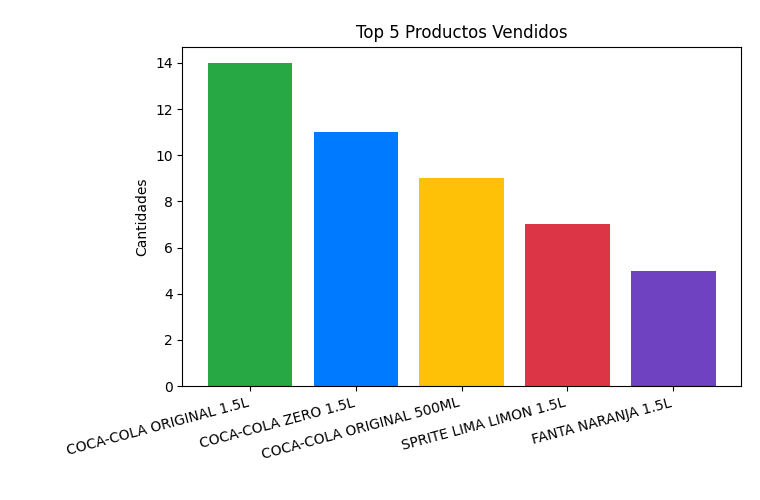 Top 5 Productos Vendidos
Cantidades
14
12
10
8
6
4
2
0
COCA-COLA ORIGINAL 1.5L
COCA-COLA ZERO 1.5L
COCA-COLA ORIGINAL 500ML
SPRITE LIMA LIMON 1.5L
FANTA NARANJA 1.5L